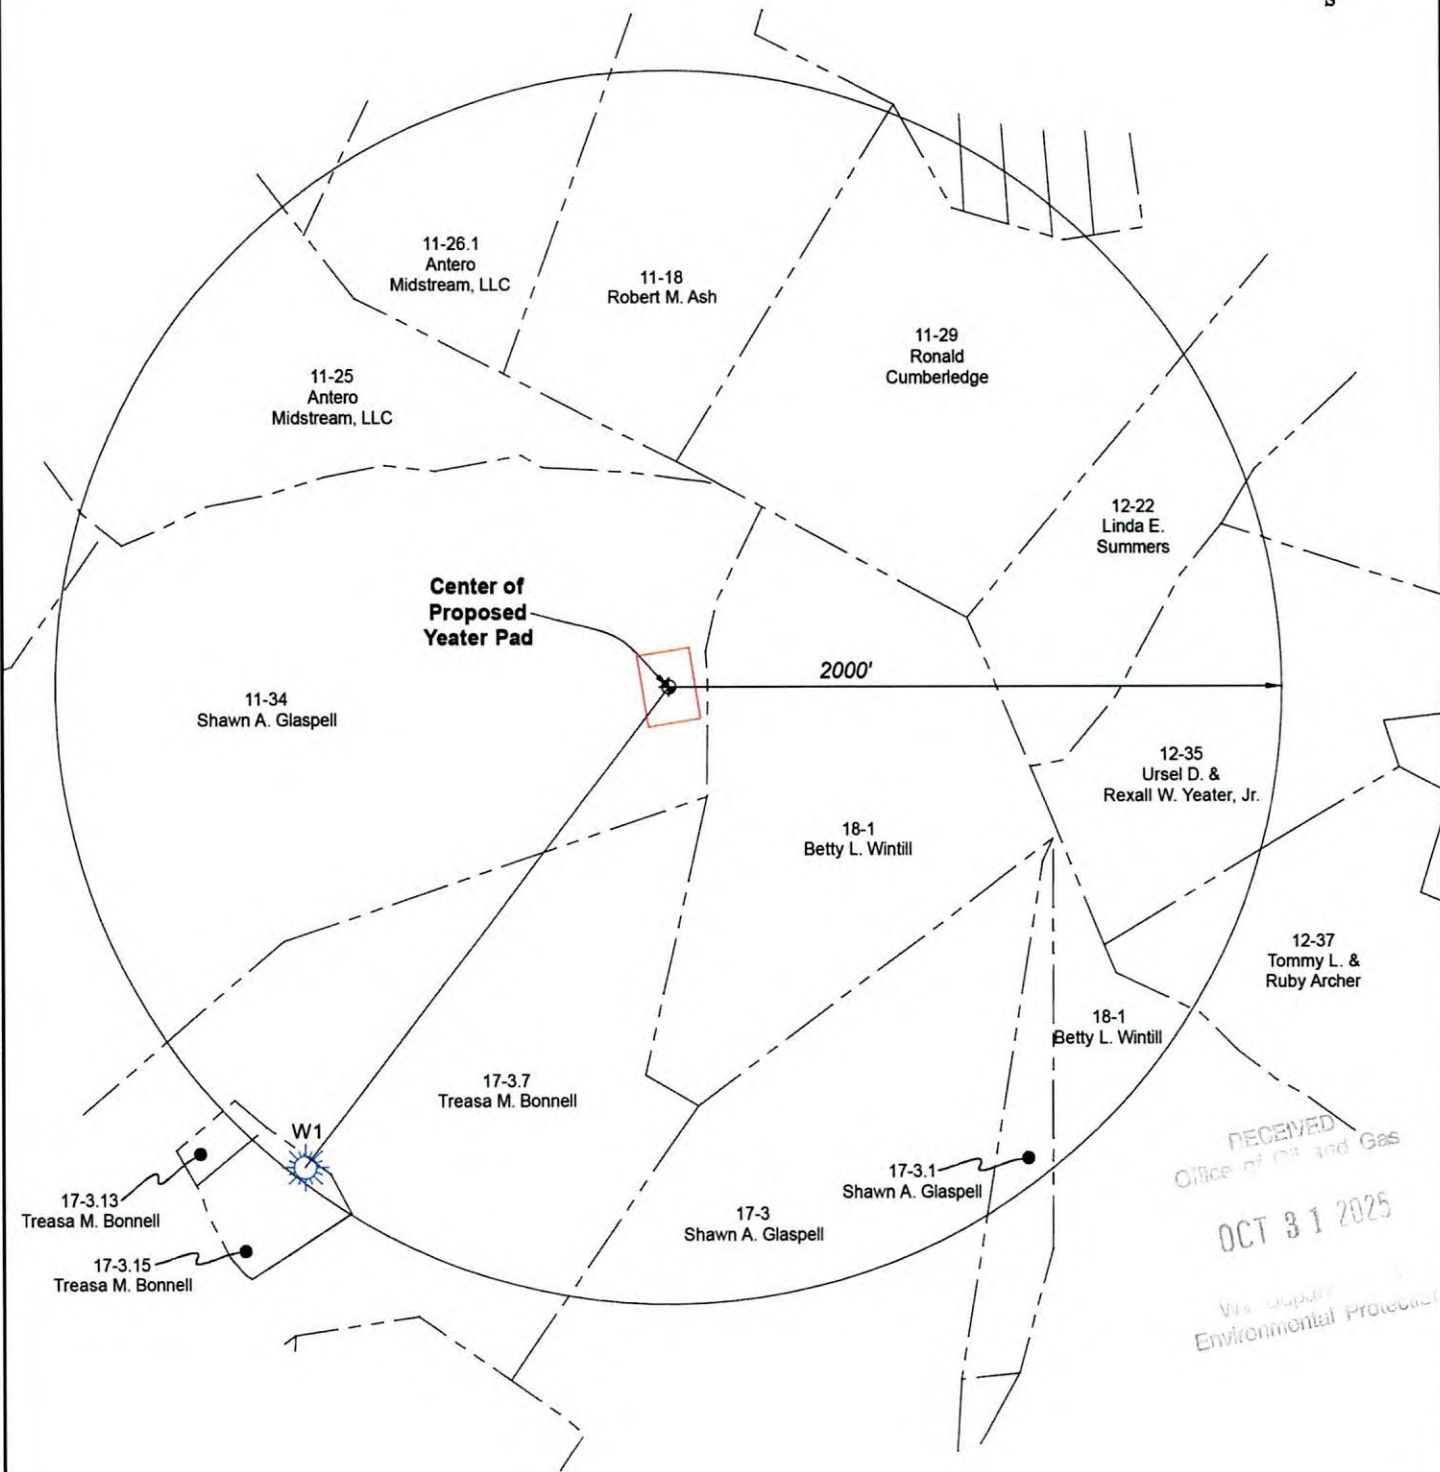 S
11-26.1
Antero
Midstream, LLC
11-18
Robert M. Ash
11-29
Ronald
Cumberledge
11-25
Antero
Midstream, LLC
12-22
Linda E.
Summers
Center of
Proposed
Yeater Pad
2000'
11-34
Shawn A. Glaspell
12-35
Ursel D. &
Rexall W. Yeater, Jr.
18-1
Betty L. Wintill
12-37
Tommy L. &
Ruby Archer
18-1
Betty L. Wintill
17-3.7
Treasa M. Bonnell
W1
17-3.13
Treasa M. Bonnell
17-3.1
Shawn A. Glaspell
17-3
Shawn A. Glaspell
17-3.15
Treasa M. Bonnell
RECEIVED
Office of Oil and Gas
OCT 31 2025
Environmental Protection